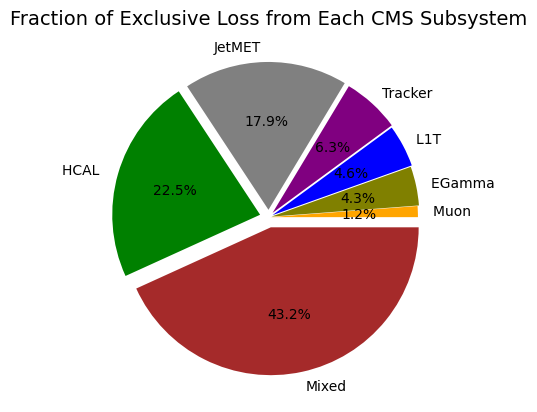 Fraction of Exclusive Loss from Each CMS Subsystem
JetMET
17.9%
Tracker
6.3%
L1T
4.6%
HCAL
22.5%
EGamma
4.3%
Muon
1.2%
43.2%
Mixed